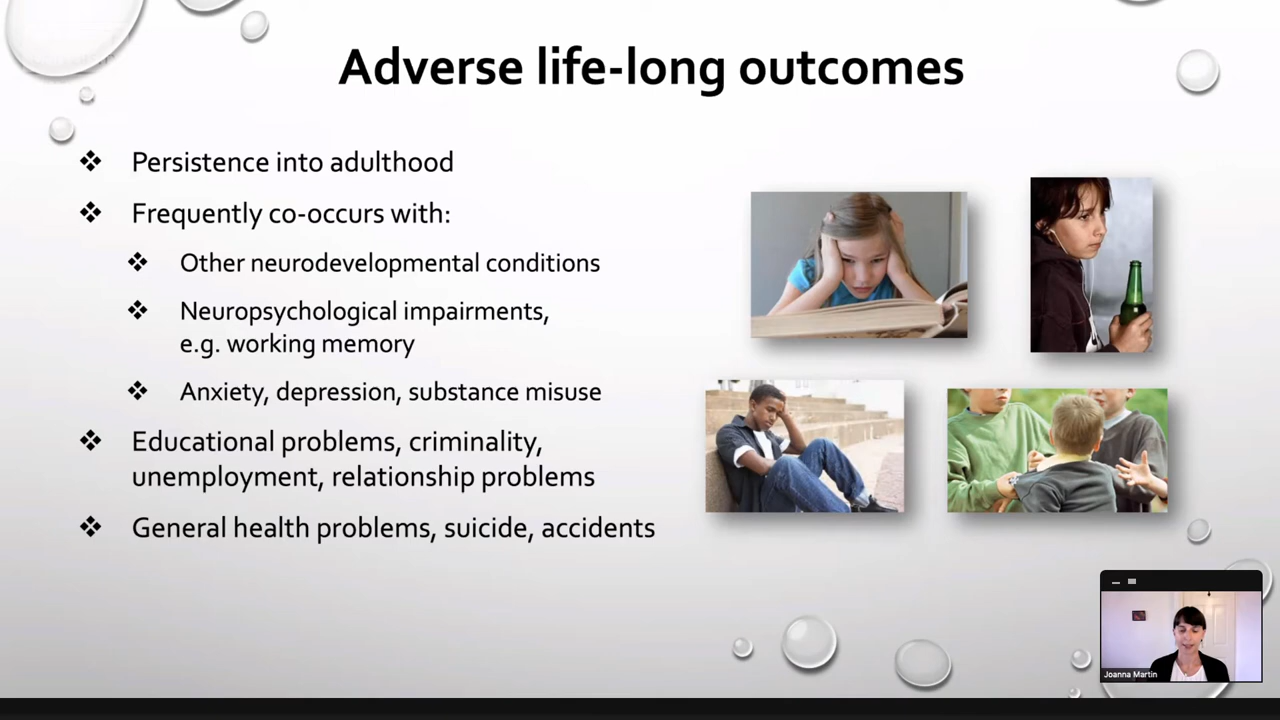 Adverse life-long outcomes
❖ Persistence into adulthood
❖ Frequently co-occurs with:
❖ Other neurodevelopmental conditions
❖ Neuropsychological impairments,
e.g. working memory
❖ Anxiety, depression, substance misuse
❖ Educational problems, criminality,
unemployment, relationship problems
❖ General health problems, suicide, accidents
Joanna Martin